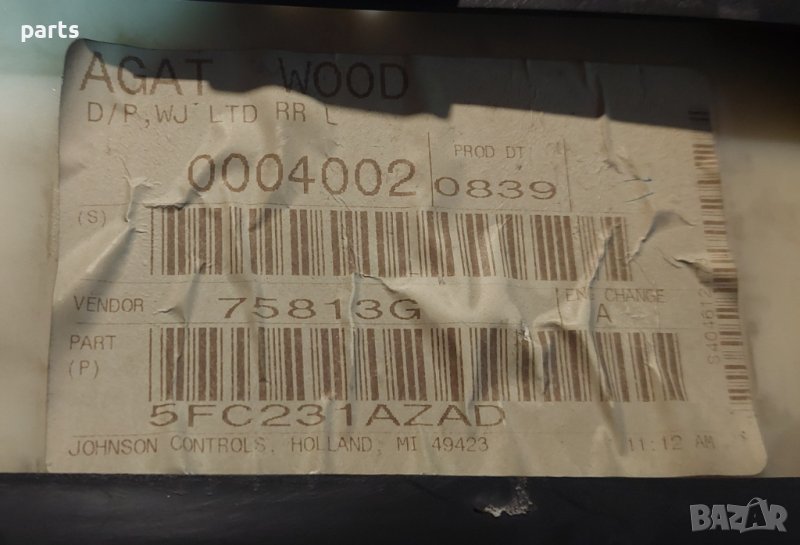 parts
AGAT WOOD
D/P, WJ LTD RR L
PROD DT
0004002 0839
(S)
VENDOR 75813G
ENG CHANGE
A
PART
(P)
5FC231AZAD
JOHNSON CONTROLS, HOLLAND, MI 49423
11:12 AM
BAZAR